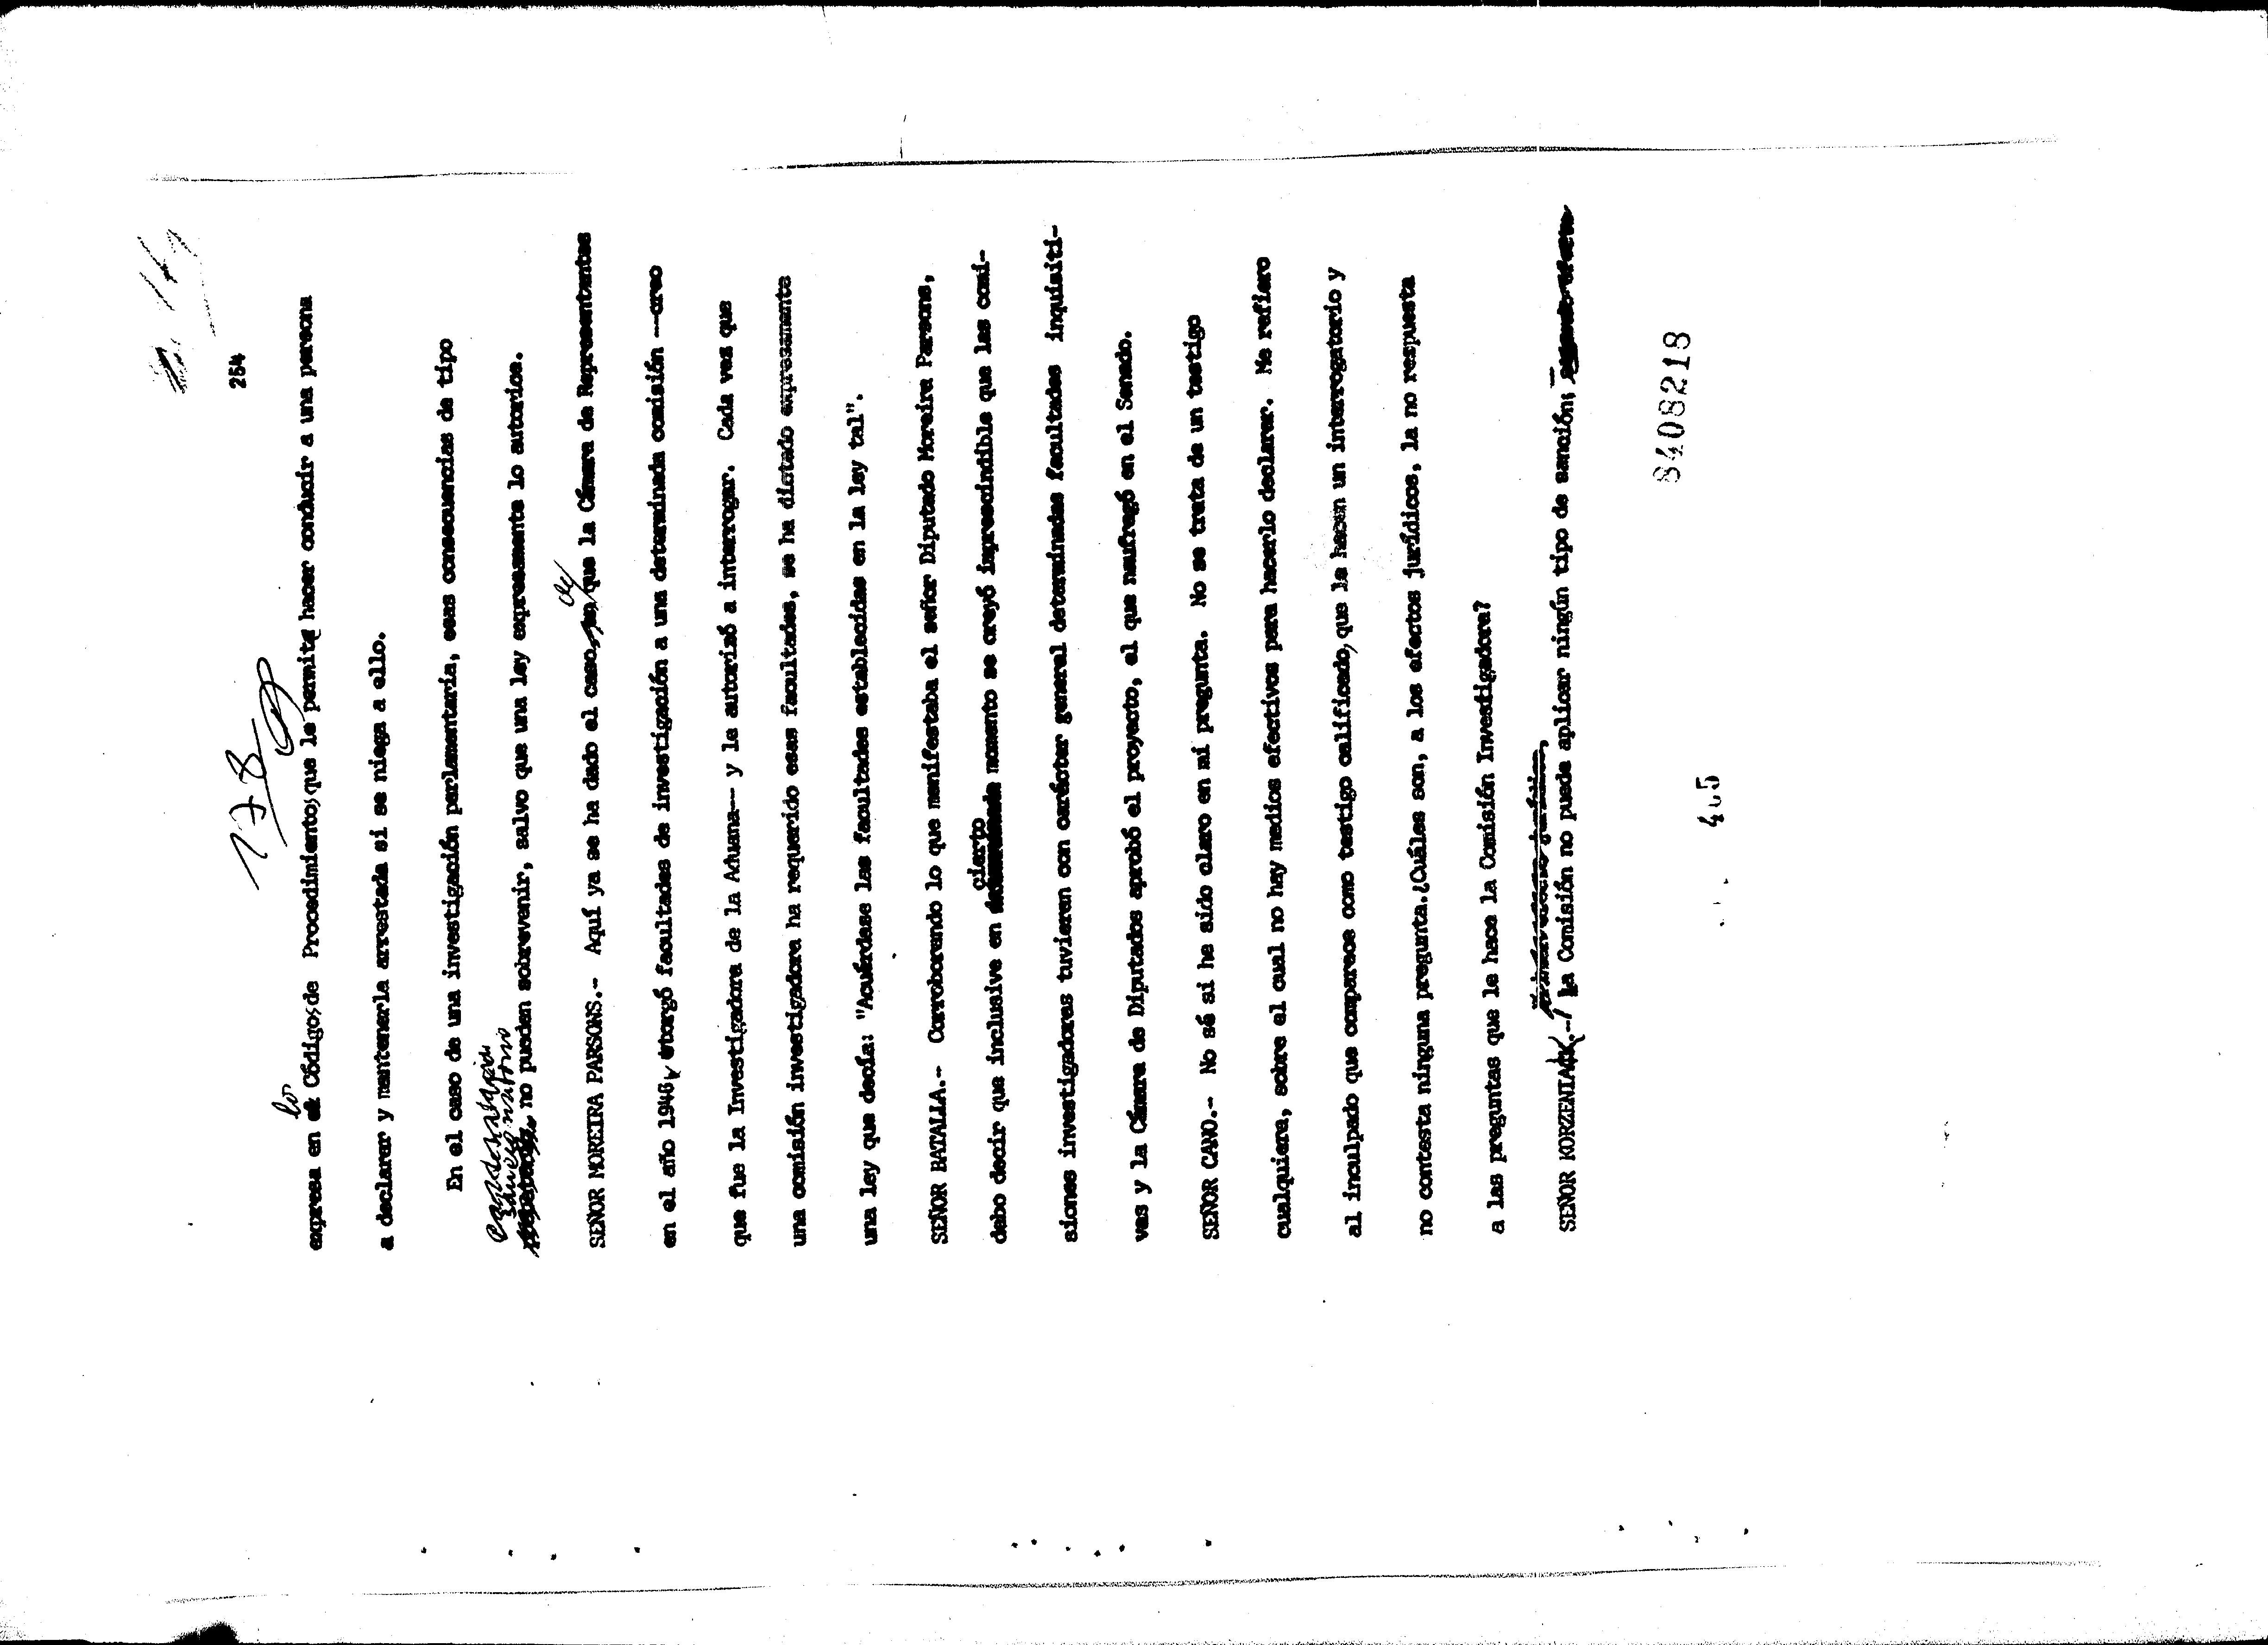 254
178
lo
expresa en el Códigos de Procedimientos que le permite hacer conducir a una persona
a declarar y mantenerla arrestada si se niega a ello.
En el caso de una investigación parlamentaria, esas consecuencias de tipo
no pueden sobrevenir, salvo que una ley expresamente lo autorice.
de
SEÑOR MOREIRA PARSONS.- Aquí ya se ha dado el caso, que la Cámara de Representantes
en el año 1946, otorgó facultades de investigación a una determinada comisión --creo
que fue la Investigadora de la Aduana-- y le autorizó a interrogar. Cada vez que
una comisión investigadora ha requerido esas facultades, se ha dictado expresamente
una ley que decía: "Acuérdase las facultades establecidas en la ley tal".
SEÑOR BATALLA.- Corroborando lo que manifestaba el señor Diputado Moreira Parsons,
cierto
debo decir que inclusive en momento se creyó imprescindible que las comi-
siones investigadoras tuvieran con carácter general determinadas facultades inquisiti-
vas y la Cámara de Diputados aprobó el proyecto, el que naufragó en el Senado.
SEÑOR CANO.- No sé si he sido claro en mi pregunta. No se trata de un testigo
cualquiera, sobre el cual no hay medios efectivos para hacerlo declarar. Me refiero
al inculpado que comparece como testigo calificado, que le hacen un interrogatorio y
no contesta ninguna pregunta. ¿Cuáles son, a los efectos jurídicos, la no respuesta
a las preguntas que le hace la Comisión Investigadora?
SEÑOR KORZENIAK.- La Comisión no puede aplicar ningún tipo de sanción;
8408218
405